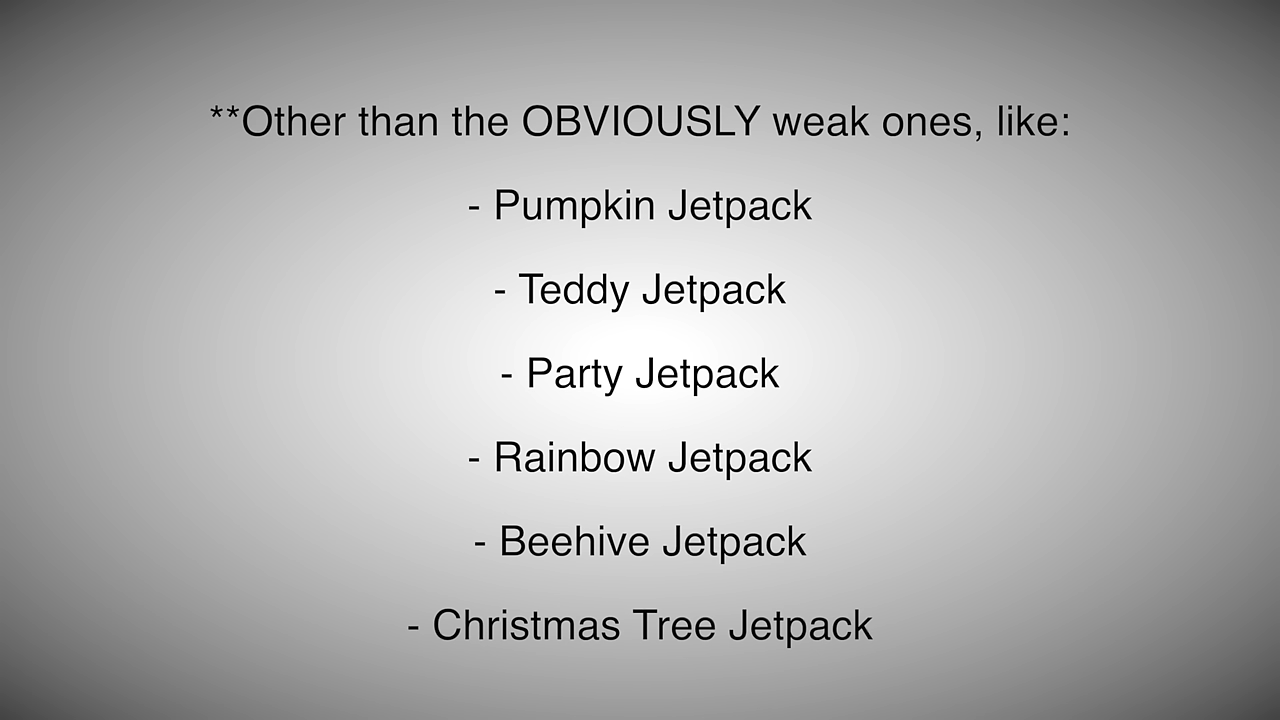 **Other than the OBVIOUSLY weak ones, like:
- Pumpkin Jetpack
- Teddy Jetpack
- Party Jetpack
- Rainbow Jetpack
- Beehive Jetpack
- Christmas Tree Jetpack